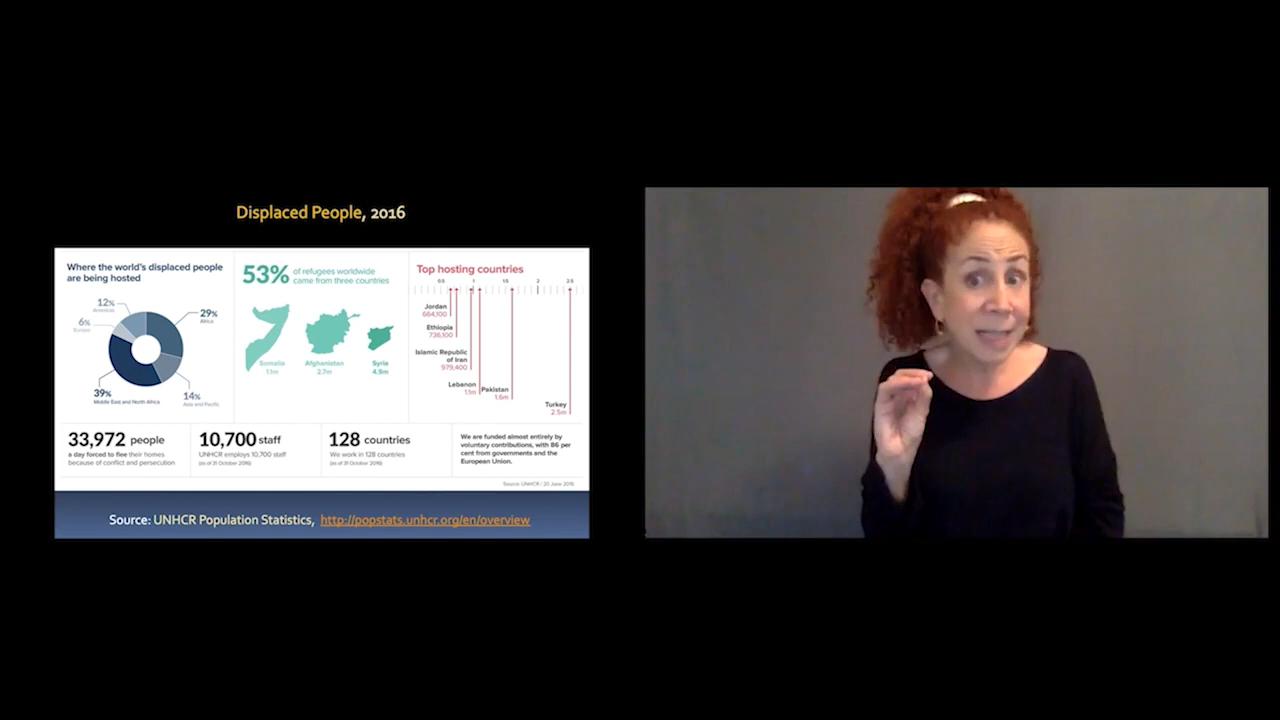 Displaced People, 2016
Where the world's displaced people
are being hosted
12%
Americas
29%
Africa
6%
Europe
39%
Middle East and North Africa
14%
Asia and Pacific
53% of refugees worldwide
came from three countries
Somalia
1.1m
Afghanistan
2.7m
Syria
4.9m
Top hosting countries
0.5 1 1.5 2 2.5
Jordan
664,100
Ethiopia
736,100
Islamic Republic
of Iran
979,400
Lebanon
1.1m
Pakistan
1.6m
Turkey
2.5m
33,972 people
a day forced to flee their homes
because of conflict and persecution
10,700 staff
UNHCR employs 10,700 staff
(as of 31 October 2016)
128 countries
We work in 128 countries
(as of 31 October 2016)
We are funded almost entirely by
voluntary contributions, with 86 per
cent from governments and the
European Union.
Source: UNHCR / 20 June 2016
Source: UNHCR Population Statistics, http://popstats.unhcr.org/en/overview